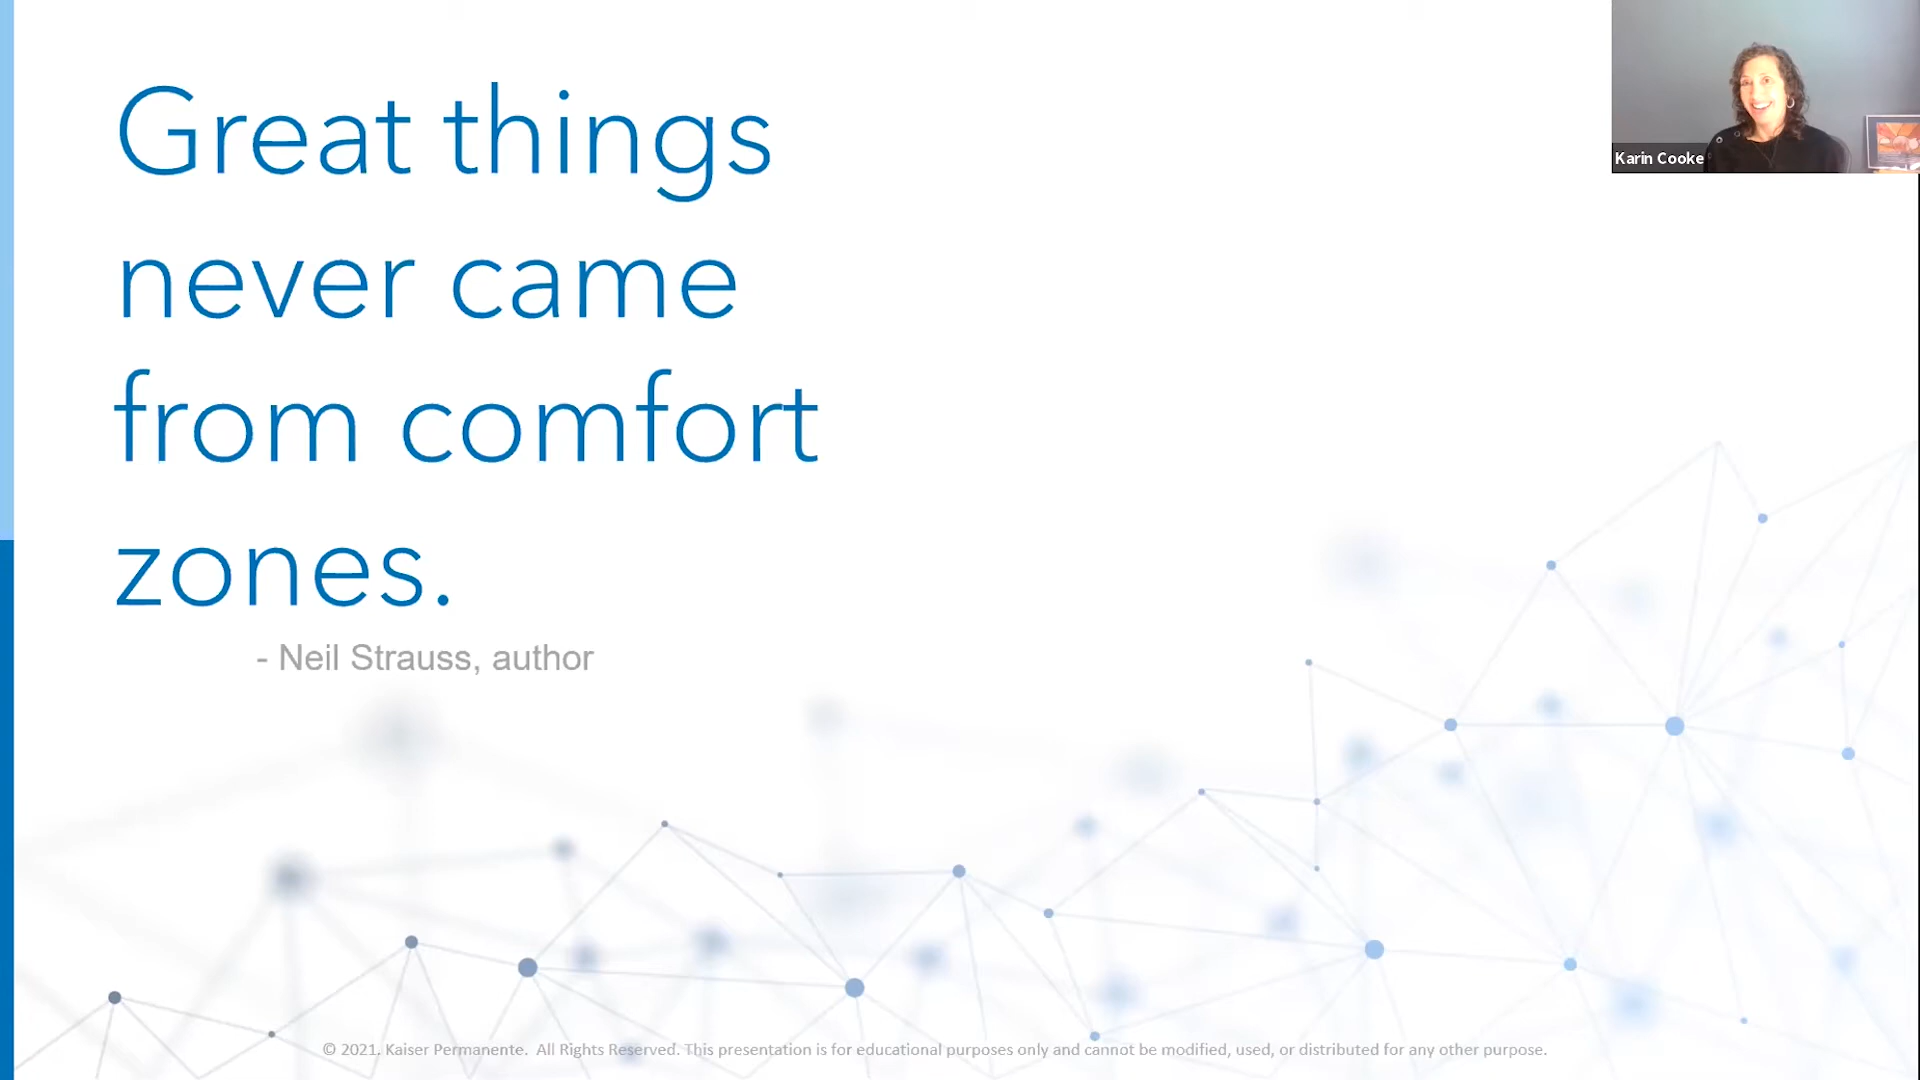 Great things
never came
from comfort
zones.
- Neil Strauss, author
Karin Cooke
© 2021. Kaiser Permanente.  All Rights Reserved. This presentation is for educational purposes only and cannot be modified, used, or distributed for any other purpose.